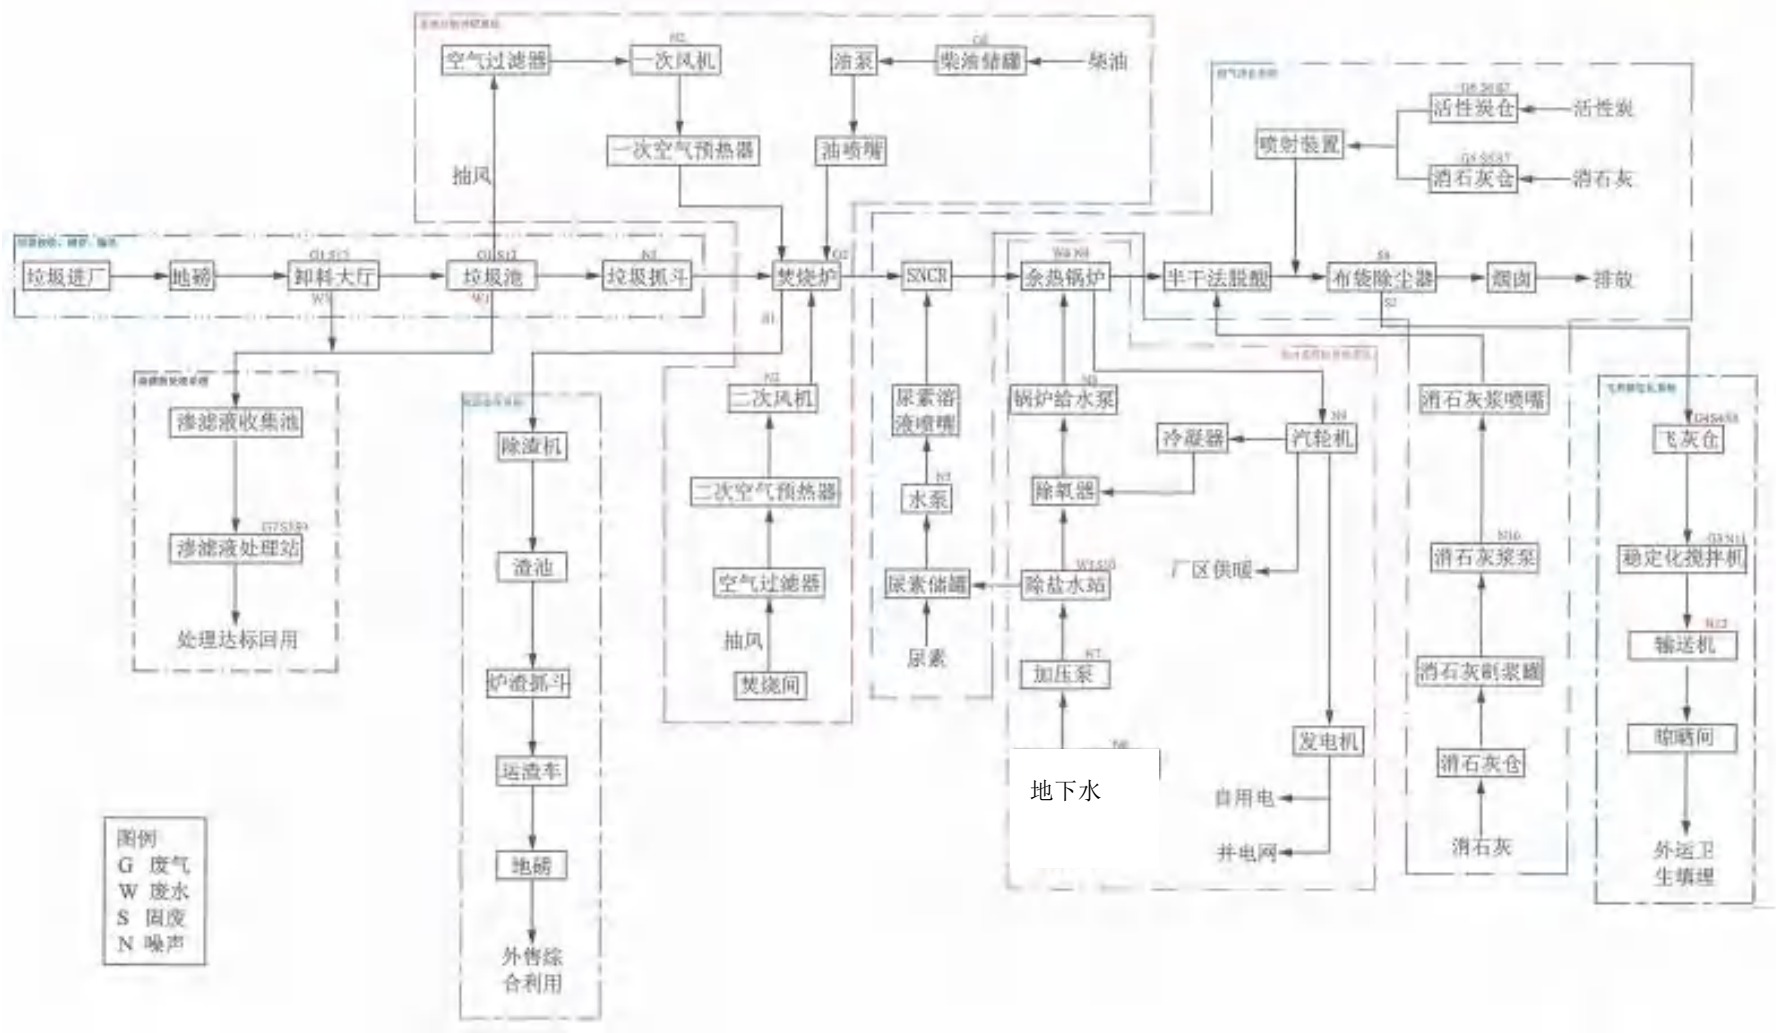 空气过滤器
一次风机
N2
油泵
柴油储罐
柴油
一次空气预热器
油喷嘴
抽风
活性炭仓
活性炭
喷射装置
消石灰仓
消石灰
垃圾进厂
地磅
卸料大厅
垃圾池
垃圾抓斗
焚烧炉
SNCR
余热锅炉
半干法脱酸
布袋除尘器
烟囱
排放
W1
S1
S2
渗滤液收集池
渗滤液处理站
处理达标回用
除渣机
渣池
炉渣抓斗
运渣车
地磅
外售综
合利用
二次风机
二次空气预热器
空气过滤器
抽风
焚烧间
尿素溶
液喷嘴
水泵
尿素储罐
尿素
锅炉给水泵
除氧器
除盐水站
N7
加压泵
地下水
冷凝器
汽轮机
厂区供暖
发电机
自用电
并电网
消石灰浆喷嘴
N10
消石灰浆泵
消石灰制浆罐
消石灰仓
消石灰
飞灰仓
稳定化搅拌机
N12
输送机
晾晒间
外运卫
生填埋
图例
G 废气
W 废水
S 固废
N 噪声